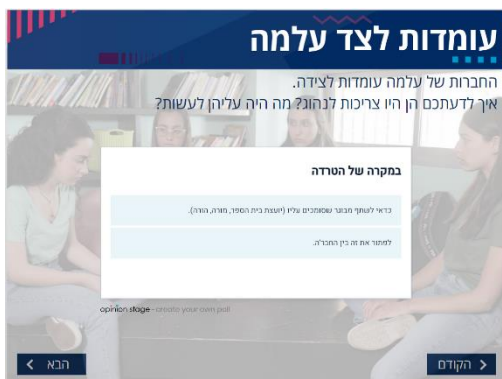 עומדות לצד עלמה
החברות של עלמה עומדות לצידה.
איך לדעתכם הן היו צריכות לנהוג? מה היה עליהן לעשות?
במקרה של הטרדה
כדאי לשתף מבוגר שסומכים עליו (יועצת בית הספר, מורה, הורה).
לפתור את זה בין החבר'ה.
opinion stage - create your own poll
הקודם
הבא